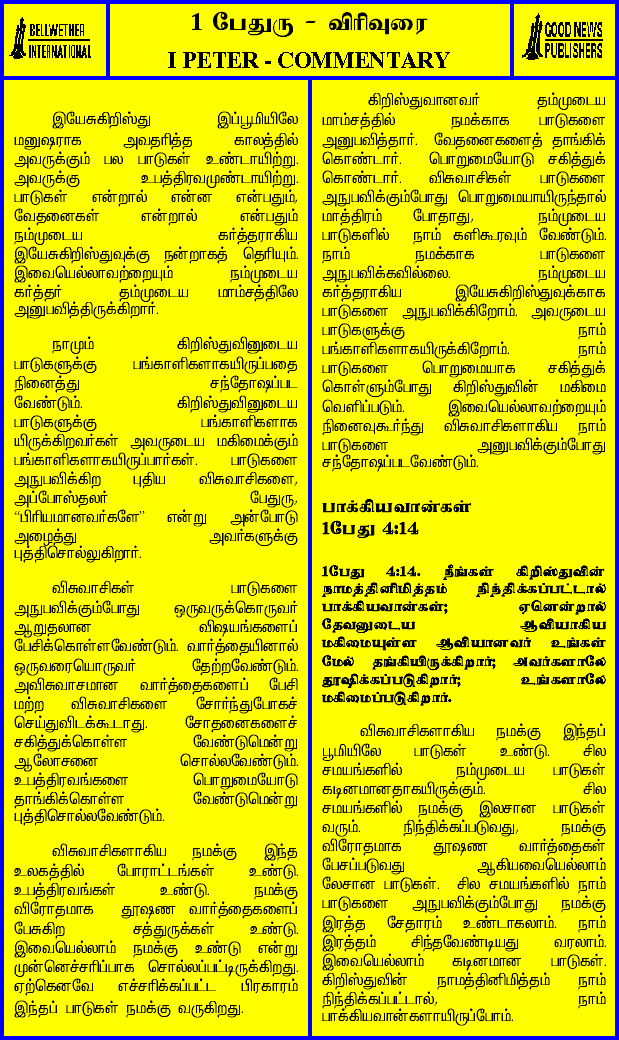 BELLWETHER
INTERNATIONAL
1 பேதுரு - விரிவுரை
I PETER - COMMENTARY
GOOD NEWS
PUBLISHERS
இயேசுகிறிஸ்து இப்பூமியிலே
மனுஷராக அவதரித்த காலத்தில்
அவருக்கும் பல பாடுகள் உண்டாயிற்று.
அவருக்கு உபத்திரவமுண்டாயிற்று.
பாடுகள் என்றால் என்ன என்பதும்,
வேதனைகள் என்றால் என்பதும்
நம்முடைய கர்த்தராகிய
இயேசுகிறிஸ்துவுக்கு நன்றாகத் தெரியும்.
இவையெல்லாவற்றையும் நம்முடைய
கர்த்தர் தம்முடைய மாம்சத்திலே
அனுபவித்திருக்கிறார்.
நாமும் கிறிஸ்துவினுடைய
பாடுகளுக்கு பங்காளிகளாகயிருப்பதை
நினைத்து சந்தோஷப்பட
வேண்டும். கிறிஸ்துவினுடைய
பாடுகளுக்கு பங்காளிகளாக
யிருக்கிறவர்கள் அவருடைய மகிமைக்கும்
பங்காளிகளாகயிருப்பார்கள். பாடுகளை
அநுபவிக்கிற புதிய விசுவாசிகளை,
அப்போஸ்தலர் பேதுரு,
“பிரியமானவர்களே” என்று அன்போடு
அழைத்து அவர்களுக்கு
புத்திசொல்லுகிறார்.
விசுவாசிகள் பாடுகளை
அநுபவிக்கும்போது ஒருவருக்கொருவர்
ஆறுதலான விஷயங்களைப்
பேசிக்கொள்ளவேண்டும். வார்த்தையினால்
ஒருவரையொருவர் தேற்றவேண்டும்.
அவிசுவாசமான வார்த்தைகளைப் பேசி
மற்ற விசுவாசிகளை சோர்ந்துபோகச்
செய்துவிடக்கூடாது. சோதனைகளைச்
சகித்துக்கொள்ள வேண்டுமென்று
ஆலோசனை சொல்லவேண்டும்.
உபத்திரவங்களை பொறுமையோடு
தாங்கிக்கொள்ள வேண்டுமென்று
புத்திசொல்லவேண்டும்.
விசுவாசிகளாகிய நமக்கு இந்த
உலகத்தில் போராட்டங்கள் உண்டு.
உபத்திரவங்கள் உண்டு. நமக்கு
விரோதமாக தூஷண வார்த்தைகளைப்
பேசுகிற சத்துருக்கள் உண்டு.
இவையெல்லாம் நமக்கு உண்டு என்று
முன்னெச்சரிப்பாக சொல்லப்பட்டிருக்கிறது.
ஏற்கெனவே எச்சரிக்கப்பட்ட பிரகாரம்
இந்தப் பாடுகள் நமக்கு வருகிறது.
கிறிஸ்துவானவர் தம்முடைய
மாம்சத்தில் நமக்காக பாடுகளை
அனுபவித்தார். வேதனைகளைத் தாங்கிக்
கொண்டார். பொறுமையோடு சகித்துக்
கொண்டார். விசுவாசிகள் பாடுகளை
அநுபவிக்கும்போது பொறுமையாயிருந்தால்
மாத்திரம் போதாது, நம்முடைய
பாடுகளில் நாம் களிகூரவும் வேண்டும்.
நாம் நமக்காக பாடுகளை
அநுபவிக்கவில்லை. நம்முடைய
கர்த்தராகிய இயேசுகிறிஸ்துவுக்காக
பாடுகளை அநுபவிக்கிறோம். அவருடைய
பாடுகளுக்கு நாம்
பங்காளிகளாகயிருக்கிறோம். நாம்
பாடுகளை பொறுமையாக சகித்துக்
கொள்ளும்போது கிறிஸ்துவின் மகிமை
வெளிப்படும். இவையெல்லாவற்றையும்
நினைவுகூர்ந்து விசுவாசிகளாகிய நாம்
பாடுகளை அனுபவிக்கும்போது
சந்தோஷப்படவேண்டும்.
பாக்கியவான்கள்
1பேது 4:14
1பேது 4:14. நீங்கள் கிறிஸ்துவின்
நாமத்தினிமித்தம் நிந்திக்கப்பட்டால்
பாக்கியவான்கள்; ஏனென்றால்
தேவனுடைய ஆவியாகிய
மகிமையுள்ள ஆவியானவர் உங்கள்
மேல் தங்கியிருக்கிறார்; அவர்களாலே
தூஷிக்கப்படுகிறார்; உங்களாலே
மகிமைப்படுகிறார்.
விசுவாசிகளாகிய நமக்கு இந்தப்
பூமியிலே பாடுகள் உண்டு. சில
சமயங்களில் நம்முடைய பாடுகள்
கடினமானதாகயிருக்கும். சில
சமயங்களில் நமக்கு இலசான பாடுகள்
வரும். நிந்திக்கப்படுவது, நமக்கு
விரோதமாக தூஷண வார்த்தைகள்
பேசப்படுவது ஆகியவையெல்லாம்
லேசான பாடுகள். சில சமயங்களில் நாம்
பாடுகளை அநுபவிக்கும்போது நமக்கு
இரத்த சேதாரம் உண்டாகலாம். நாம்
இரத்தம் சிந்தவேண்டியது வரலாம்.
இவையெல்லாம் கடினமான பாடுகள்.
கிறிஸ்துவின் நாமத்தினிமித்தம் நாம்
நிந்திக்கப்பட்டால், நாம்
பாக்கியவான்களாயிருப்போம்.